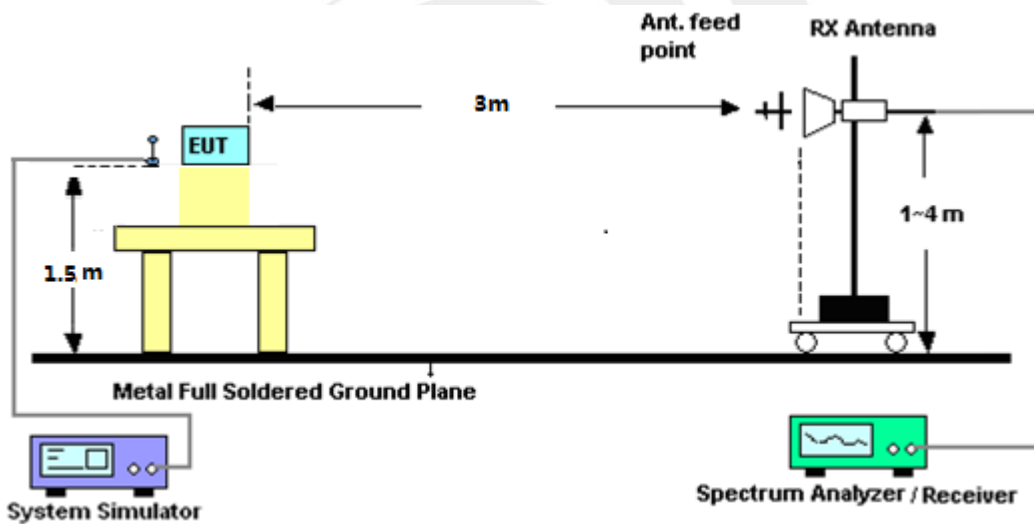 Ant. feed
point
RX Antenna
3m
EUT
1~4 m
1.5 m
Metal Full Soldered Ground Plane
System Simulator
Spectrum Analyzer / Receiver